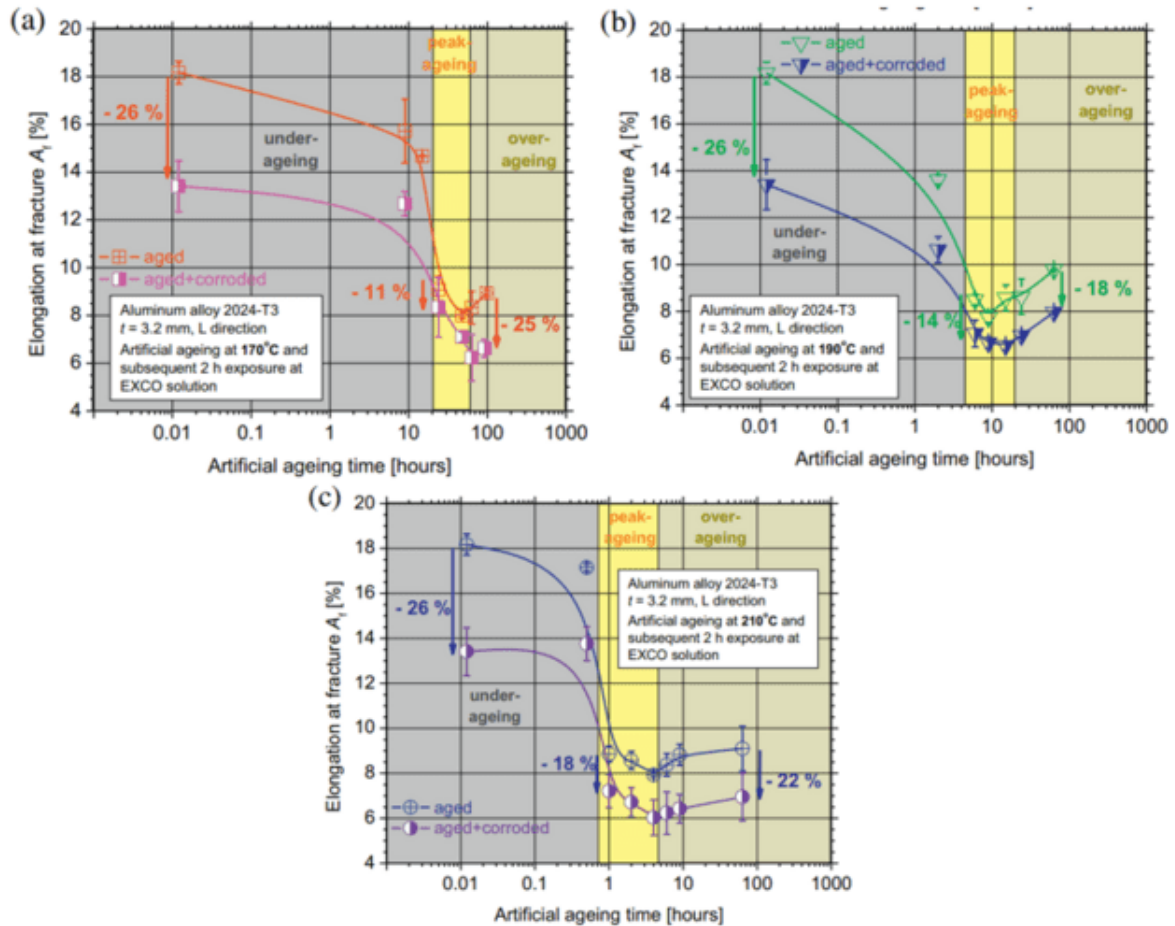 (a)
20
18
16
14
12
10
8
6
4
Elongation at fracture Af [%]
peak-
ageing
- 26 %
under-
ageing
over-
ageing
aged
aged+corroded
- 11 %
- 25 %
Aluminum alloy 2024-T3
t = 3.2 mm, L direction
Artificial ageing at 170°C and
subsequent 2 h exposure at
EXCO solution
0.01 0.1 1 10 100 1000
Artificial ageing time [hours]
(b)
20
18
16
14
12
10
8
6
4
Elongation at fracture Af [%]
aged
aged+corroded
peak-
ageing
over-
ageing
- 26 %
under-
ageing
- 14 %
- 18 %
Aluminum alloy 2024-T3
t = 3.2 mm, L direction
Artificial ageing at 190°C and
subsequent 2 h exposure at
EXCO solution
0.01 0.1 1 10 100 1000
Artificial ageing time [hours]
(c)
20
18
16
14
12
10
8
6
4
Elongation at fracture Af [%]
peak-
ageing
over-
ageing
Aluminum alloy 2024-T3
t = 3.2 mm, L direction
Artificial ageing at 210°C and
subsequent 2 h exposure at
EXCO solution
- 26 %
under-
ageing
- 18 %
- 22 %
aged
aged+corroded
0.01 0.1 1 10 100 1000
Artificial ageing time [hours]